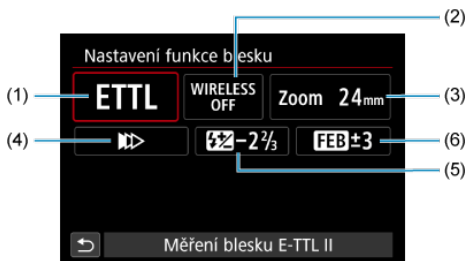 (2)
Nastavení funkce blesku
(1) ETTL WIRELESS OFF Zoom 24mm (3)
(4) -2⅔ FEB±3 (6)
(5)
Měření blesku E-TTL II